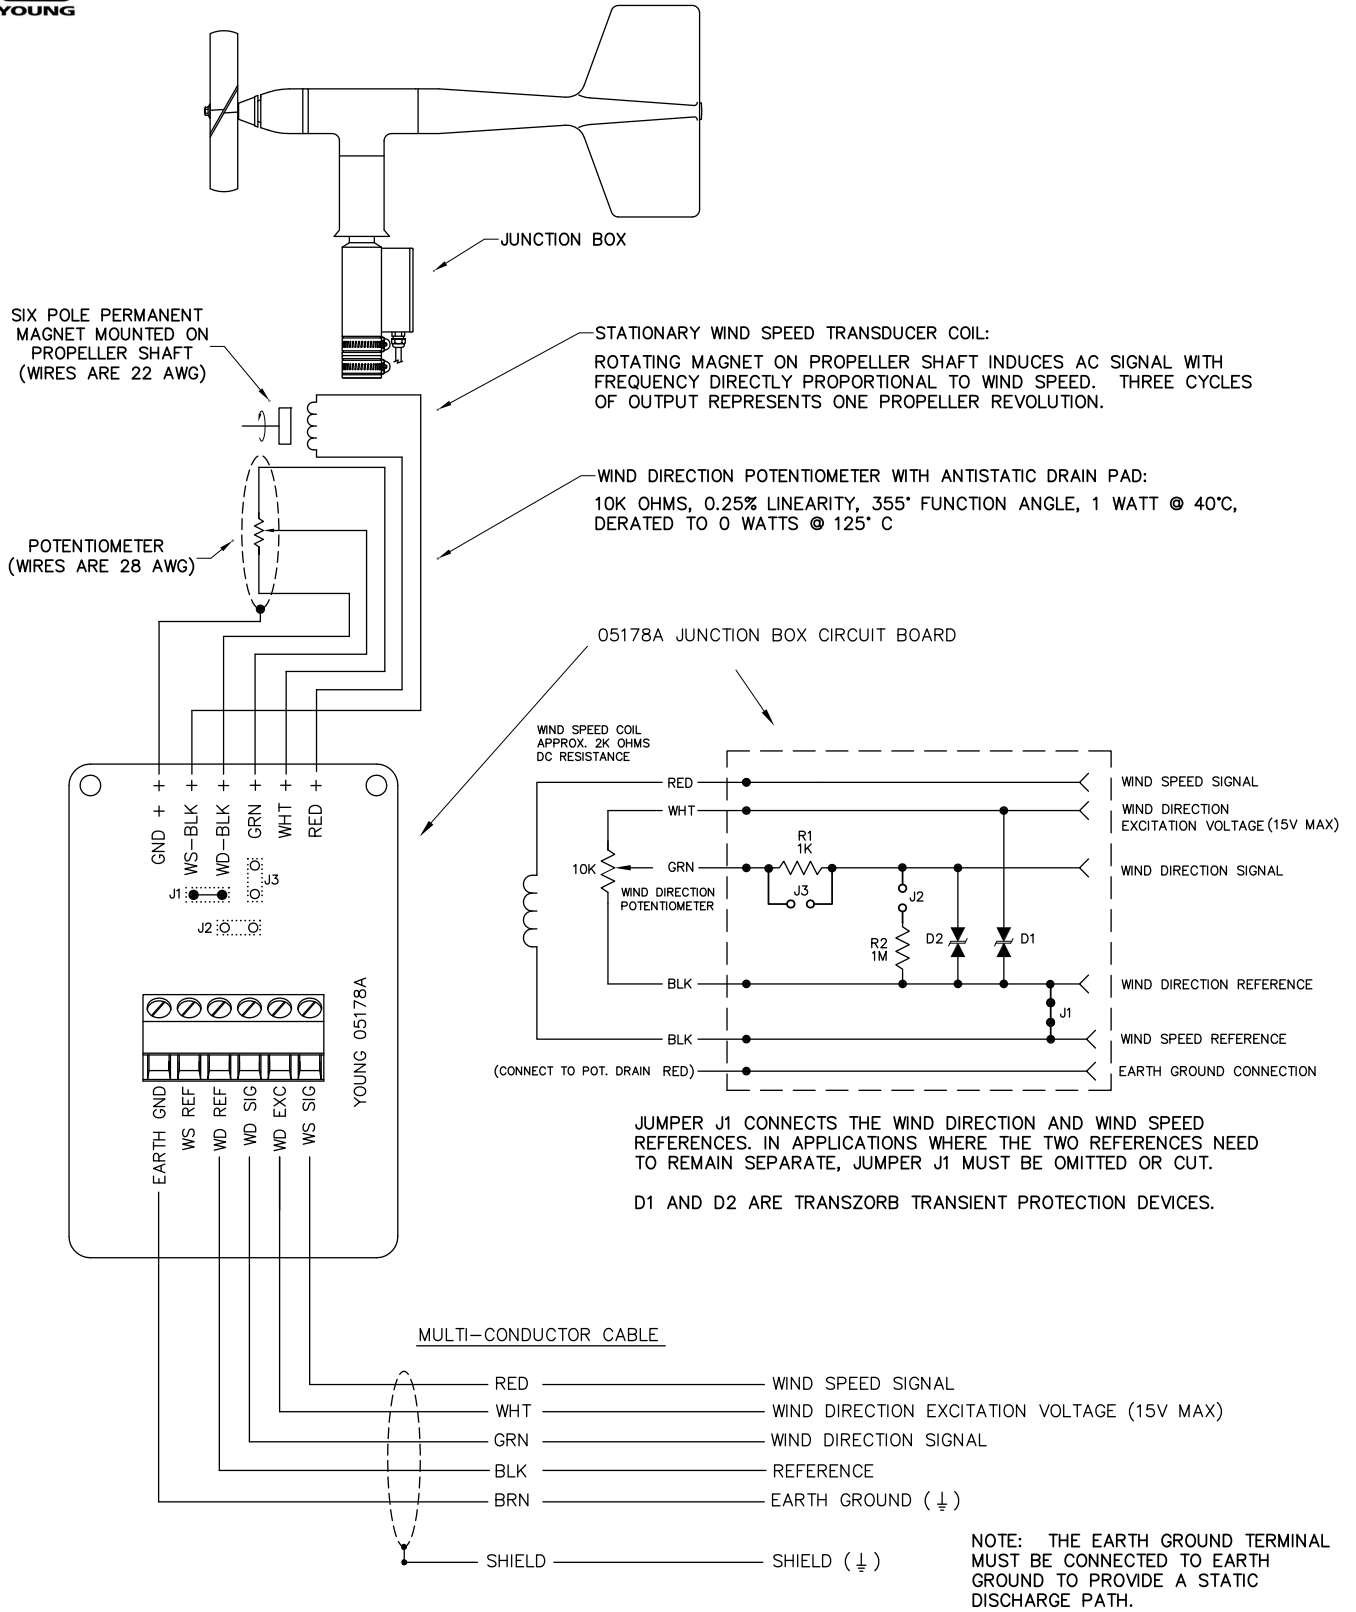 YOUNG
JUNCTION BOX
SIX POLE PERMANENT
MAGNET MOUNTED ON
PROPELLER SHAFT
(WIRES ARE 22 AWG)
STATIONARY WIND SPEED TRANSDUCER COIL:
ROTATING MAGNET ON PROPELLER SHAFT INDUCES AC SIGNAL WITH
FREQUENCY DIRECTLY PROPORTIONAL TO WIND SPEED. THREE CYCLES
OF OUTPUT REPRESENTS ONE PROPELLER REVOLUTION.
WIND DIRECTION POTENTIOMETER WITH ANTISTATIC DRAIN PAD:
10K OHMS, 0.25% LINEARITY, 355° FUNCTION ANGLE, 1 WATT @ 40°C,
DERATED TO 0 WATTS @ 125° C
POTENTIOMETER
(WIRES ARE 28 AWG)
05178A JUNCTION BOX CIRCUIT BOARD
WIND SPEED COIL
APPROX. 2K OHMS
DC RESISTANCE
GND + +
WS-BLK +
WD-BLK +
GRN +
WHT +
RED +
J3
J1
J2
YOUNG 05178A
EARTH GND
WS REF
WD REF
WD SIG
WD EXC
WS SIG
RED
WIND SPEED SIGNAL
WHT
WIND DIRECTION
EXCITATION VOLTAGE (15V MAX)
R1
1K
10K
GRN
WIND DIRECTION SIGNAL
WIND DIRECTION
POTENTIOMETER
J3
J2
R2
1M
D2
D1
BLK
WIND DIRECTION REFERENCE
J1
BLK
WIND SPEED REFERENCE
(CONNECT TO POT. DRAIN RED)
EARTH GROUND CONNECTION
JUMPER J1 CONNECTS THE WIND DIRECTION AND WIND SPEED
REFERENCES. IN APPLICATIONS WHERE THE TWO REFERENCES NEED
TO REMAIN SEPARATE, JUMPER J1 MUST BE OMITTED OR CUT.
D1 AND D2 ARE TRANSZORB TRANSIENT PROTECTION DEVICES.
MULTI-CONDUCTOR CABLE
RED
WIND SPEED SIGNAL
WHT
WIND DIRECTION EXCITATION VOLTAGE (15V MAX)
GRN
WIND DIRECTION SIGNAL
BLK
REFERENCE
BRN
EARTH GROUND (⏚)
SHIELD
SHIELD (⏚)
NOTE: THE EARTH GROUND TERMINAL
MUST BE CONNECTED TO EARTH
GROUND TO PROVIDE A STATIC
DISCHARGE PATH.